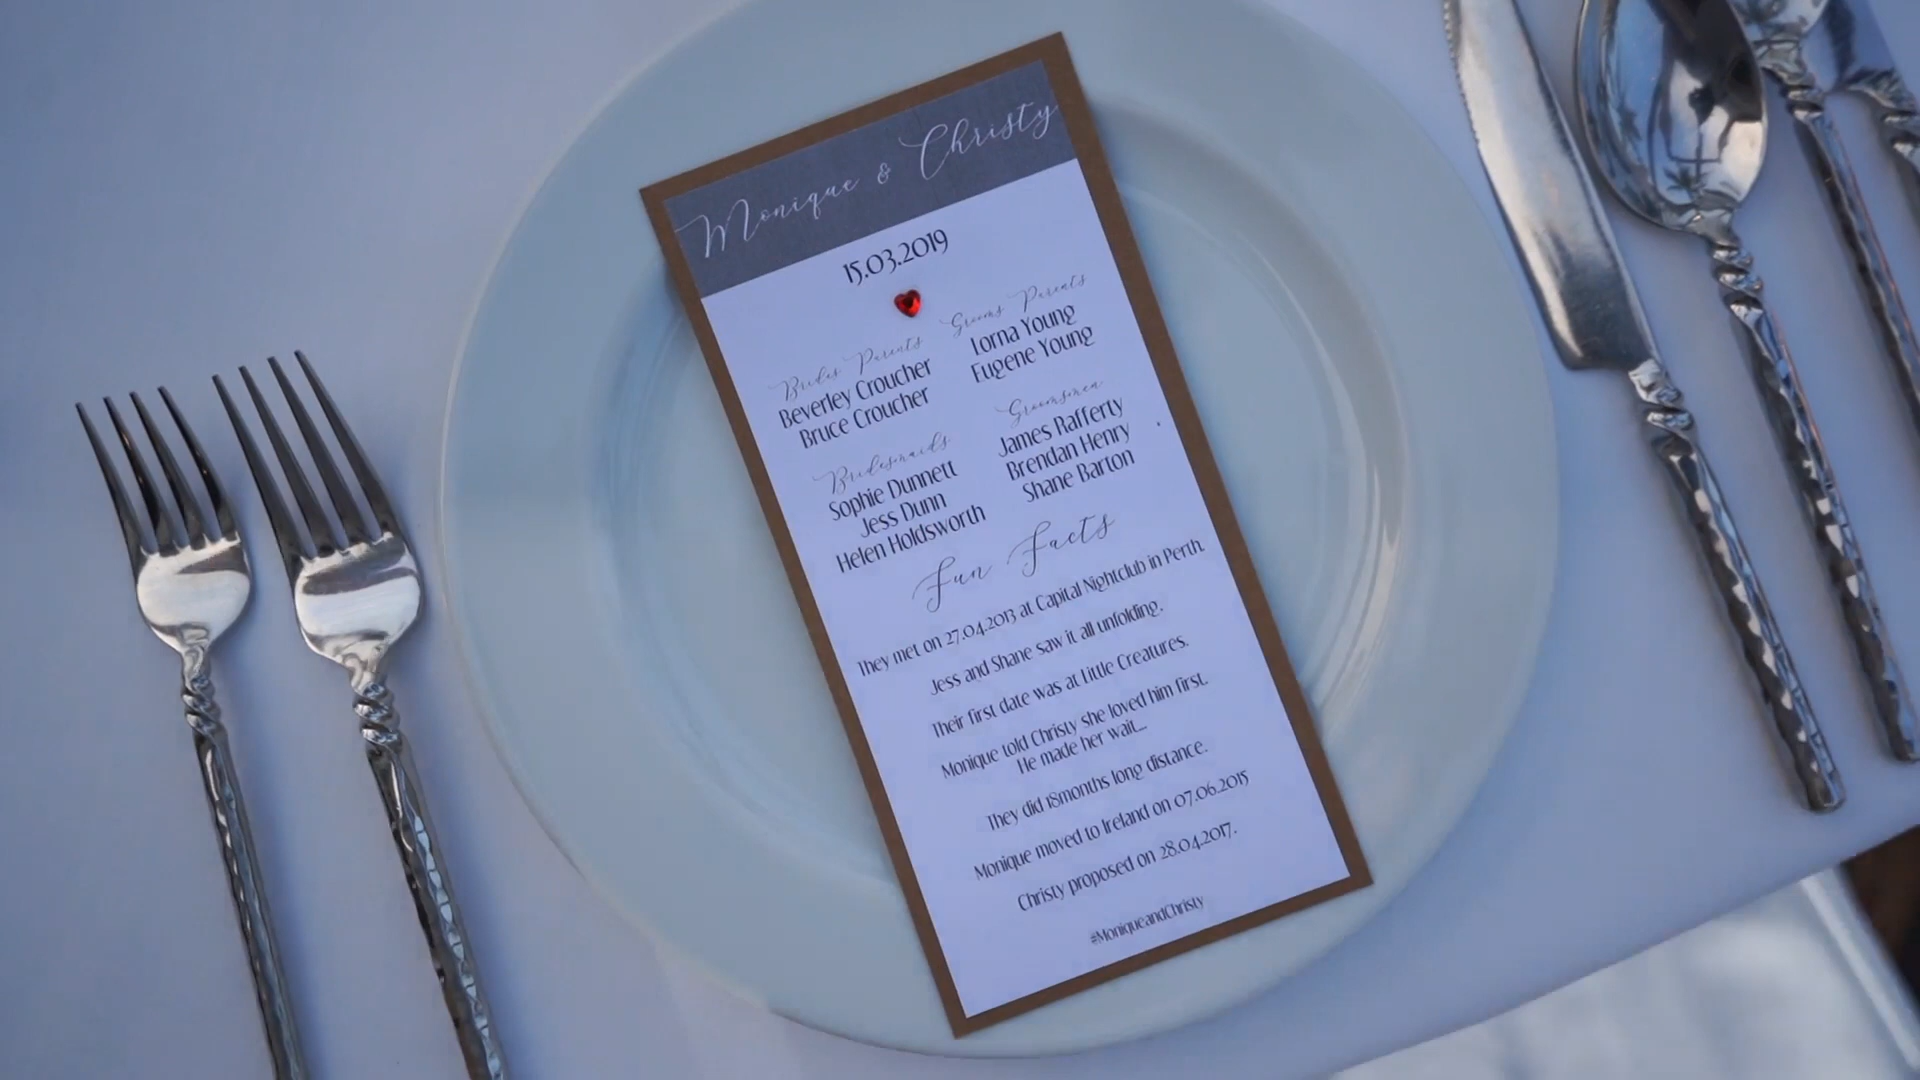 Monique & Christy
15.03.2019
Brides Parents
Beverley Croucher
Bruce Croucher
Grooms Parents
Lorna Young
Eugene Young
Bridesmaids
Sophie Dunnett
Jess Dunn
Helen Holdsworth
Groomsmen
James Rafferty
Brendan Henry
Shane Barton
Fun Facts
They met on 27.04.2013 at Capital Nightclub in Perth.
Jess and Shane saw it all unfolding.
Their first date was at Little Creatures.
Monique told Christy she loved him first.
He made her wait...
They did 18months long distance.
Monique moved to Ireland on 07.06.2015
Christy proposed on 28.04.2017.
#MoniqueandChristy